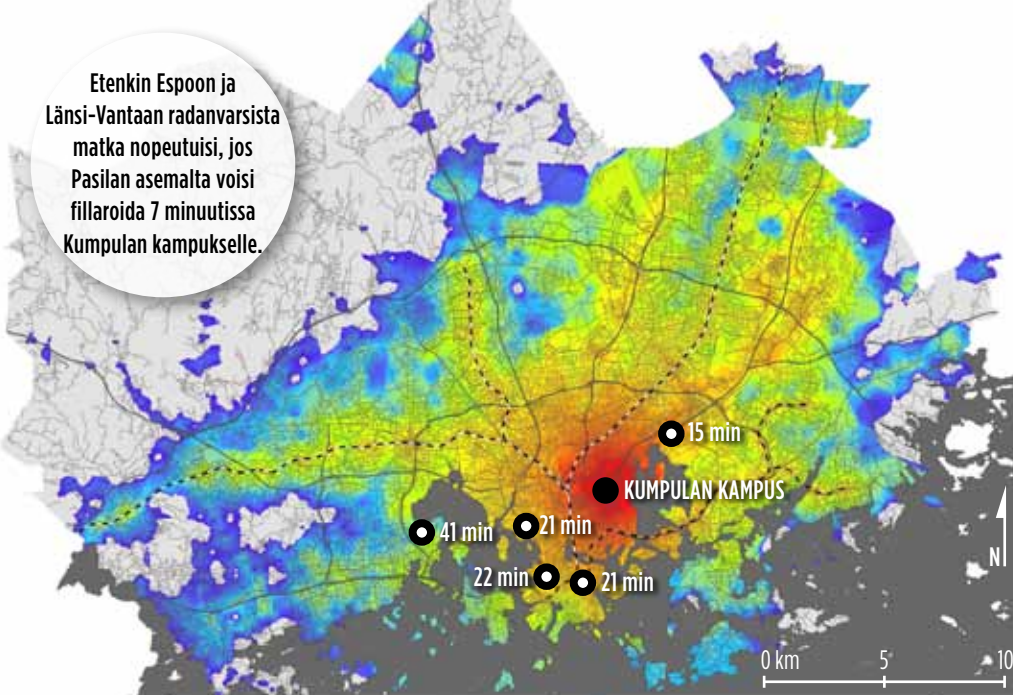 Etenkin Espoon ja
Länsi-Vantaan radanvarsista
matka nopeutuisi, jos
Pasilan asemalta voisi
fillaroida 7 minuutissa
Kumpulan kampukselle.
15 min
KUMPULAN KAMPUS
41 min
21 min
22 min
21 min
N
0 km 5 10